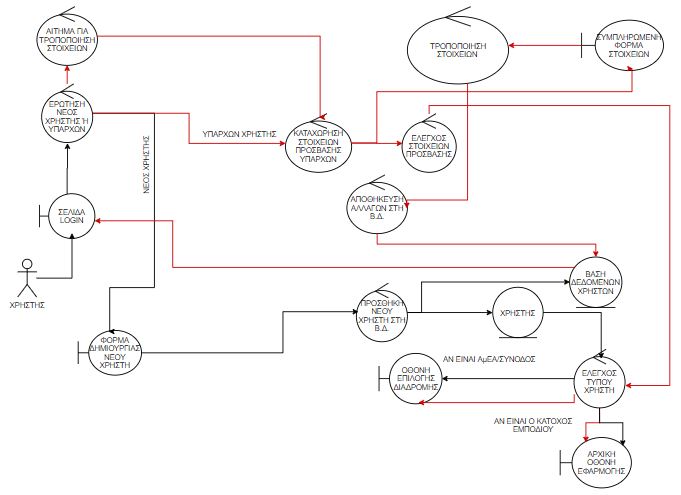 ΑΙΤΗΜΑ ΓΙΑ
ΤΡΟΠΟΠΟΙΗΣΗ
ΣΤΟΙΧΕΙΩΝ
ΤΡΟΠΟΠΟΙΗΣΗ
ΣΤΟΙΧΕΙΩΝ
ΣΥΜΠΛΗΡΩΜΕΝΗ
ΦΟΡΜΑ
ΣΤΟΙΧΕΙΩΝ
ΕΡΩΤΗΣΗ
ΝΕΟΣ
ΧΡΗΣΤΗΣ Ή
ΥΠΑΡΧΩΝ
ΥΠΑΡΧΩΝ ΧΡΗΣΤΗΣ
ΚΑΤΑΧΩΡΗΣΗ
ΣΤΟΙΧΕΙΩΝ
ΠΡΟΣΒΑΣΗΣ
ΥΠΑΡΧΩΝ
ΕΛΕΓΧΟΣ
ΣΤΟΙΧΕΙΩΝ
ΠΡΟΣΒΑΣΗΣ
ΝΕΟΣ ΧΡΗΣΤΗΣ
ΑΠΟΘΗΚΕΥΣΗ
ΑΛΛΑΓΩΝ ΣΤΗ
Β.Δ.
ΣΕΛΙΔΑ
LOGIN
ΧΡΗΣΤΗΣ
ΒΑΣΗ
ΔΕΔΟΜΕΝΩΝ
ΧΡΗΣΤΩΝ
ΠΡΟΣΘΗΚΗ
ΝΕΟΥ
ΧΡΗΣΤΗ ΣΤΗ
Β.Δ.
ΧΡΗΣΤΗΣ
ΦΟΡΜΑ
ΔΗΜΙΟΥΡΓΙΑΣ
ΝΕΟΥ
ΧΡΗΣΤΗ
ΑΝ ΕΙΝΑΙ ΑμΕΑ/ΣΥΝΟΔΟΣ
ΟΘΟΝΗ
ΕΠΙΛΟΓΗΣ
ΔΙΑΔΡΟΜΗΣ
ΕΛΕΓΧΟΣ
ΤΥΠΟΥ
ΧΡΗΣΤΗ
ΑΝ ΕΙΝΑΙ Ο ΚΑΤΟΧΟΣ
ΕΜΠΟΔΙΟΥ
ΑΡΧΙΚΗ
ΟΘΟΝΗ
ΕΦΑΡΜΟΓΗΣ